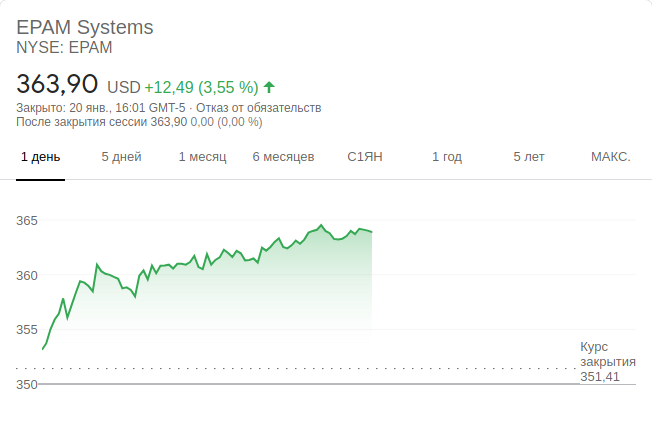 EPAM Systems
NYSE: EPAM
363,90 USD +12,49 (3,55 %)
Закрыто: 20 янв., 16:01 GMT-5 · Отказ от обязательств
После закрытия сессии 363,90 0,00 (0,00 %)
1 день 5 дней 1 месяц 6 месяцев С1ЯН 1 год 5 лет МАКС.
365
360
355
Курс
закрытия
351,41
350